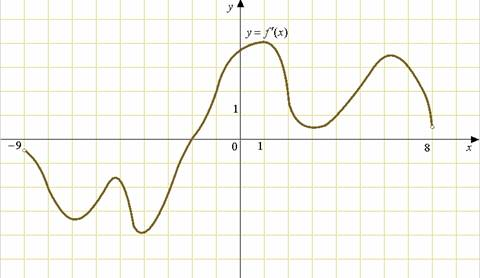 y
y = f'(x)
1
−9 0 1 8 x